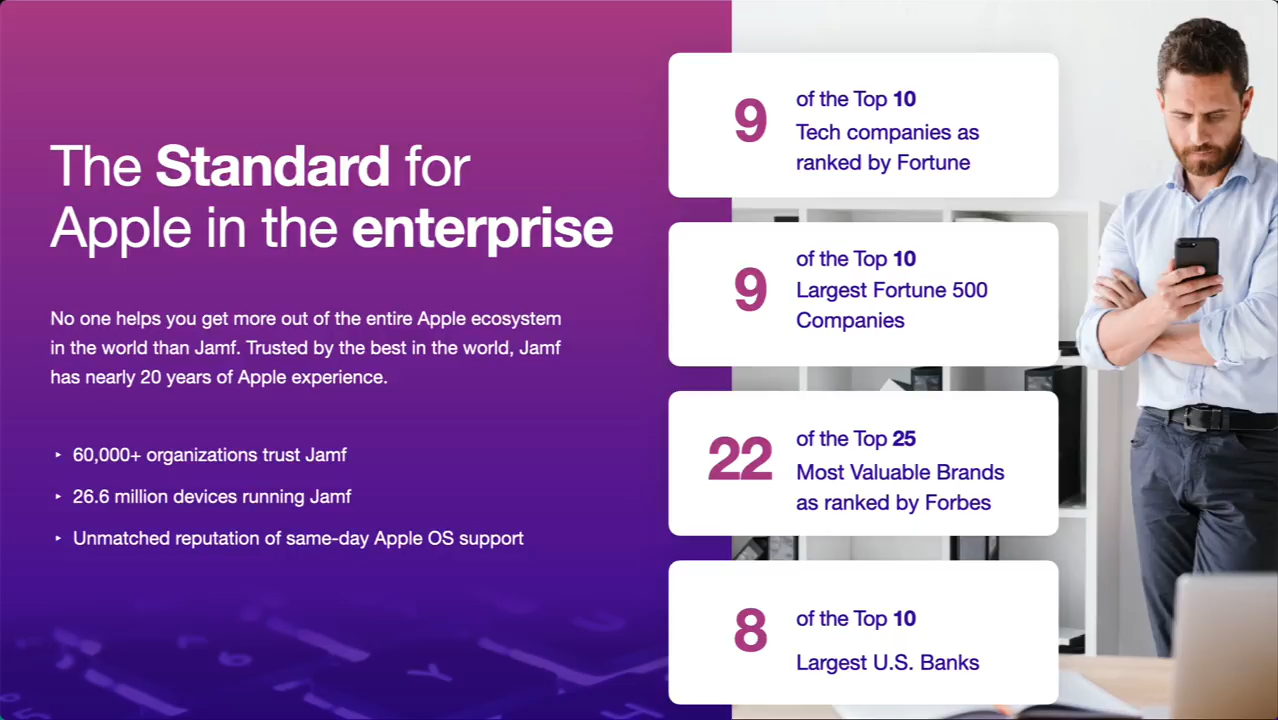 The Standard for
Apple in the enterprise
No one helps you get more out of the entire Apple ecosystem
in the world than Jamf. Trusted by the best in the world, Jamf
has nearly 20 years of Apple experience.
‣ 60,000+ organizations trust Jamf
‣ 26.6 million devices running Jamf
‣ Unmatched reputation of same-day Apple OS support
9
of the Top 10
Tech companies as
ranked by Fortune
9
of the Top 10
Largest Fortune 500
Companies
22
of the Top 25
Most Valuable Brands
as ranked by Forbes
8
of the Top 10
Largest U.S. Banks